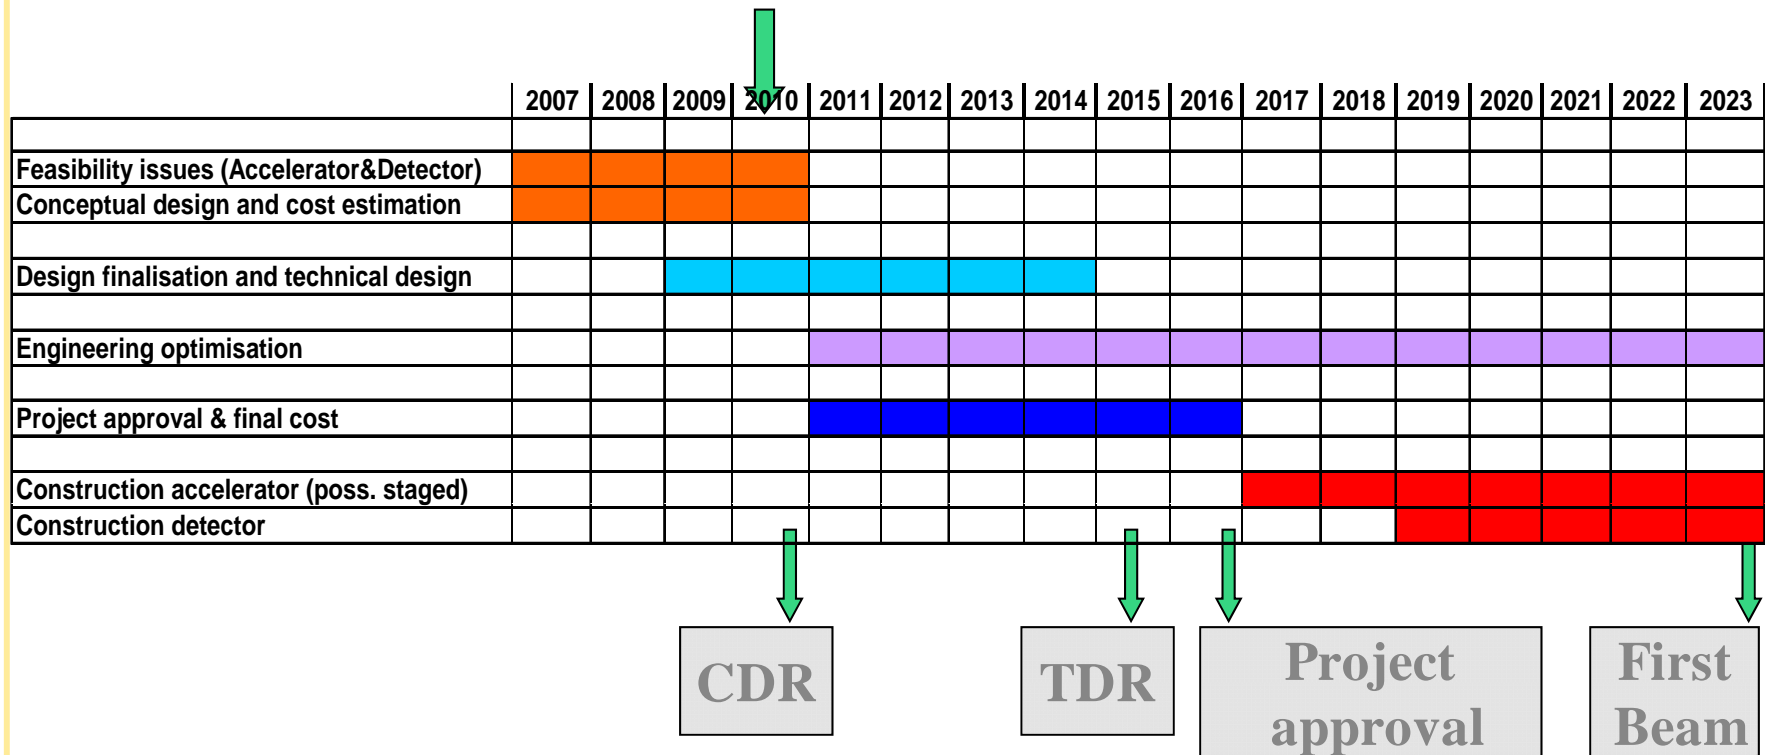 2007 2008 2009 2010 2011 2012 2013 2014 2015 2016 2017 2018 2019 2020 2021 2022 2023
Feasibility issues (Accelerator&Detector)
Conceptual design and cost estimation
Design finalisation and technical design
Engineering optimisation
Project approval & final cost
Construction accelerator (poss. staged)
Construction detector
CDR
TDR
Project
approval
First
Beam